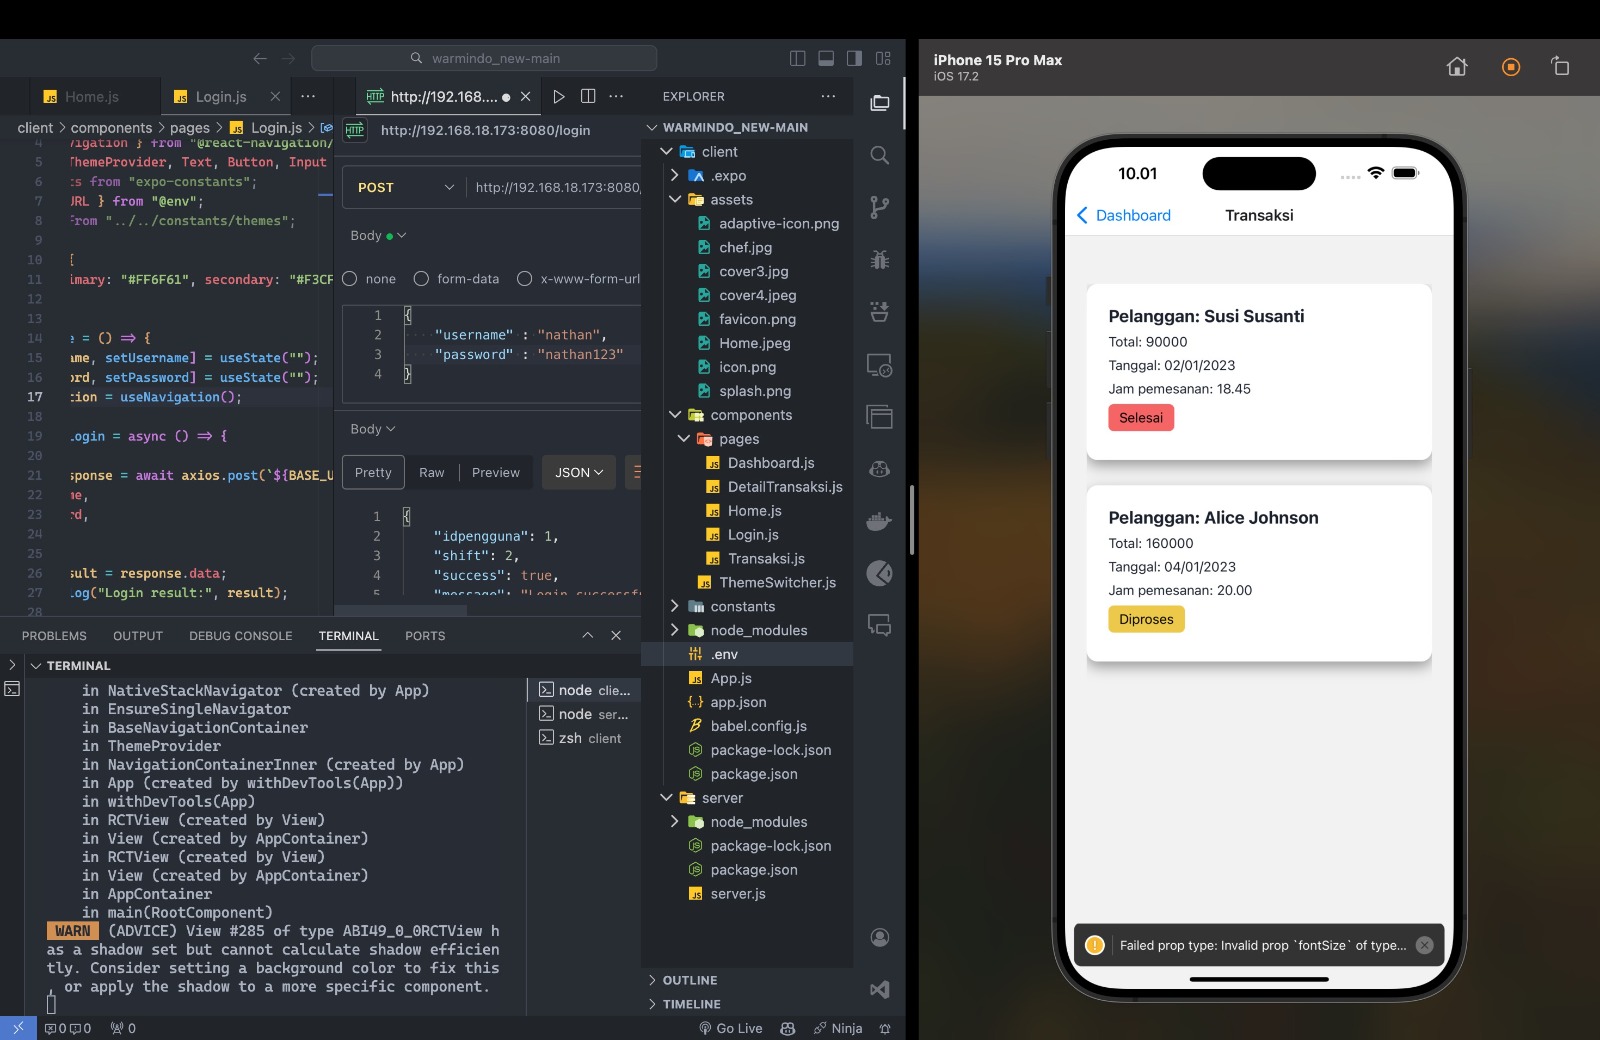 warmindo_new-main
Home.js
Login.js
client > components > pages > Login.js >
4 vigation } from "@react-navigation/
5 ThemeProvider, Text, Button, Input
6 ts from "expo-constants";
7 URL } from "@env";
8 from "../../constants/themes";
9
10 {
11 imary: "#FF6F61", secondary: "#F3CF
12
13
14 e = () => {
15 ame, setUsername] = useState("");
16 ord, setPassword] = useState("");
17 tion = useNavigation();
18
19 Login = async () => {
20
21 sponse = await axios.post(`${BASE_U
22 me,
23 rd,
24
25
26 sult = response.data;
27 log("Login result:", result);
28
http://192.168....
HTTP http://192.168.18.173:8080/login
POST
http://192.168.18.173:8080/
Body
none
form-data
x-www-form-url
1 {
2 "username" : "nathan",
3 "password" : "nathan123"
4 }
Body
Pretty
Raw
Preview
JSON
1 {
2 "idpengguna": 1,
3 "shift": 2,
4 "success": true,
5 "message": "Login successf
EXPLORER
WARMINDO_NEW-MAIN
client
.expo
assets
adaptive-icon.png
chef.jpg
cover3.jpg
cover4.jpeg
favicon.png
Home.jpeg
icon.png
splash.png
components
pages
Dashboard.js
DetailTransaksi.js
Home.js
Login.js
Transaksi.js
ThemeSwitcher.js
constants
node_modules
.env
App.js
app.json
babel.config.js
package-lock.json
package.json
server
node_modules
package-lock.json
package.json
server.js
OUTLINE
TIMELINE
PROBLEMS
OUTPUT
DEBUG CONSOLE
TERMINAL
PORTS
TERMINAL
in NativeStackNavigator (created by App)
in EnsureSingleNavigator
in BaseNavigationContainer
in ThemeProvider
in NavigationContainerInner (created by App)
in App (created by withDevTools(App))
in withDevTools(App)
in RCTView (created by View)
in View (created by AppContainer)
in RCTView (created by View)
in View (created by AppContainer)
in AppContainer
in main(RootComponent)
WARN (ADVICE) View #285 of type ABI49_0_0RCTView h
as a shadow set but cannot calculate shadow efficien
tly. Consider setting a background color to fix this
, or apply the shadow to a more specific component.
node clie...
node ser...
zsh client
0 0 0
Go Live
Ninja
iPhone 15 Pro Max
iOS 17.2
10.01
Dashboard
Transaksi
Pelanggan: Susi Susanti
Total: 90000
Tanggal: 02/01/2023
Jam pemesanan: 18.45
Selesai
Pelanggan: Alice Johnson
Total: 160000
Tanggal: 04/01/2023
Jam pemesanan: 20.00
Diproses
Failed prop type: Invalid prop `fontSize` of type...